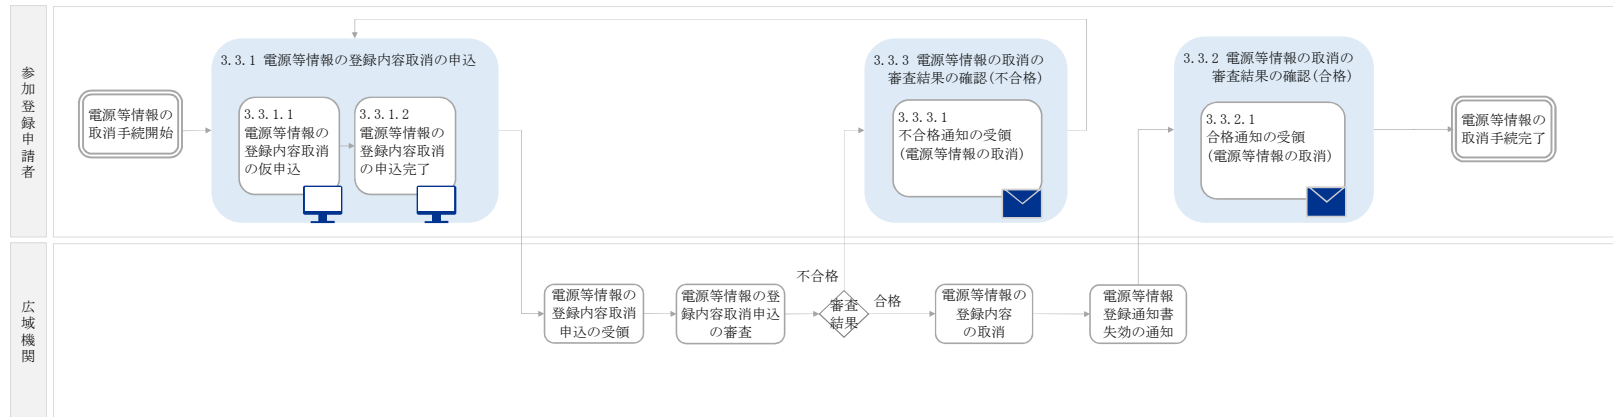 参加登録申請者
電源等情報の
取消手続開始
3.3.1 電源等情報の登録内容取消の申込
3.3.1.1
電源等情報の
登録内容取消
の仮申込
3.3.1.2
電源等情報の
登録内容取消
の申込完了
3.3.3 電源等情報の取消の
審査結果の確認(不合格)
3.3.3.1
不合格通知の受領
(電源等情報の取消)
3.3.2 電源等情報の取消の
審査結果の確認(合格)
3.3.2.1
合格通知の受領
(電源等情報の取消)
電源等情報の
取消手続完了
広域機関
電源等情報の
登録内容取消
申込の受領
電源等情報の登
録内容取消申込
の審査
不合格
審査
結果
合格
電源等情報の
登録内容
の取消
電源等情報
登録通知書
失効の通知